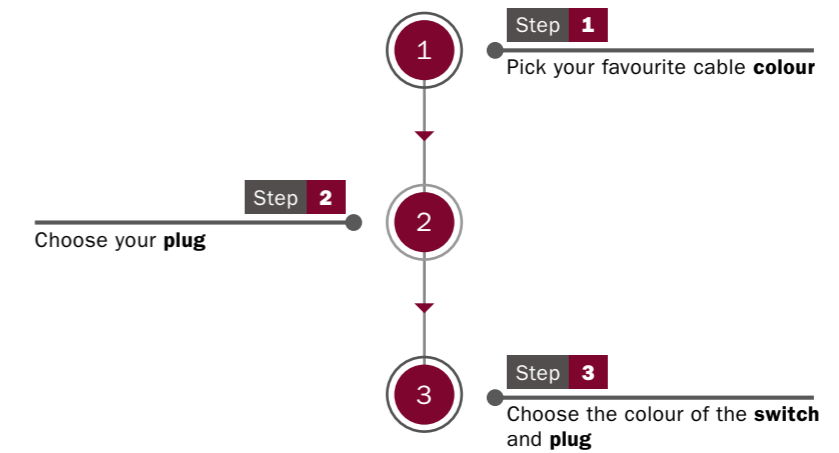 1
Step 1
Pick your favourite cable colour
Step 2
2
Choose your plug
3
Step 3
Choose the colour of the switch
and plug